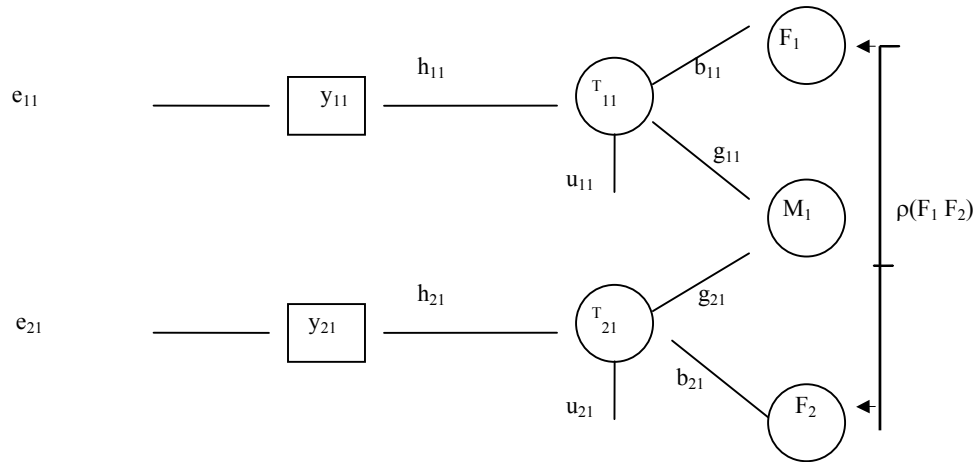 F₁
h₁₁
b₁₁
e₁₁
y₁₁
T₁₁
g₁₁
u₁₁
M₁
ρ(F₁ F₂)
h₂₁
g₂₁
e₂₁
y₂₁
T₂₁
b₂₁
u₂₁
F₂